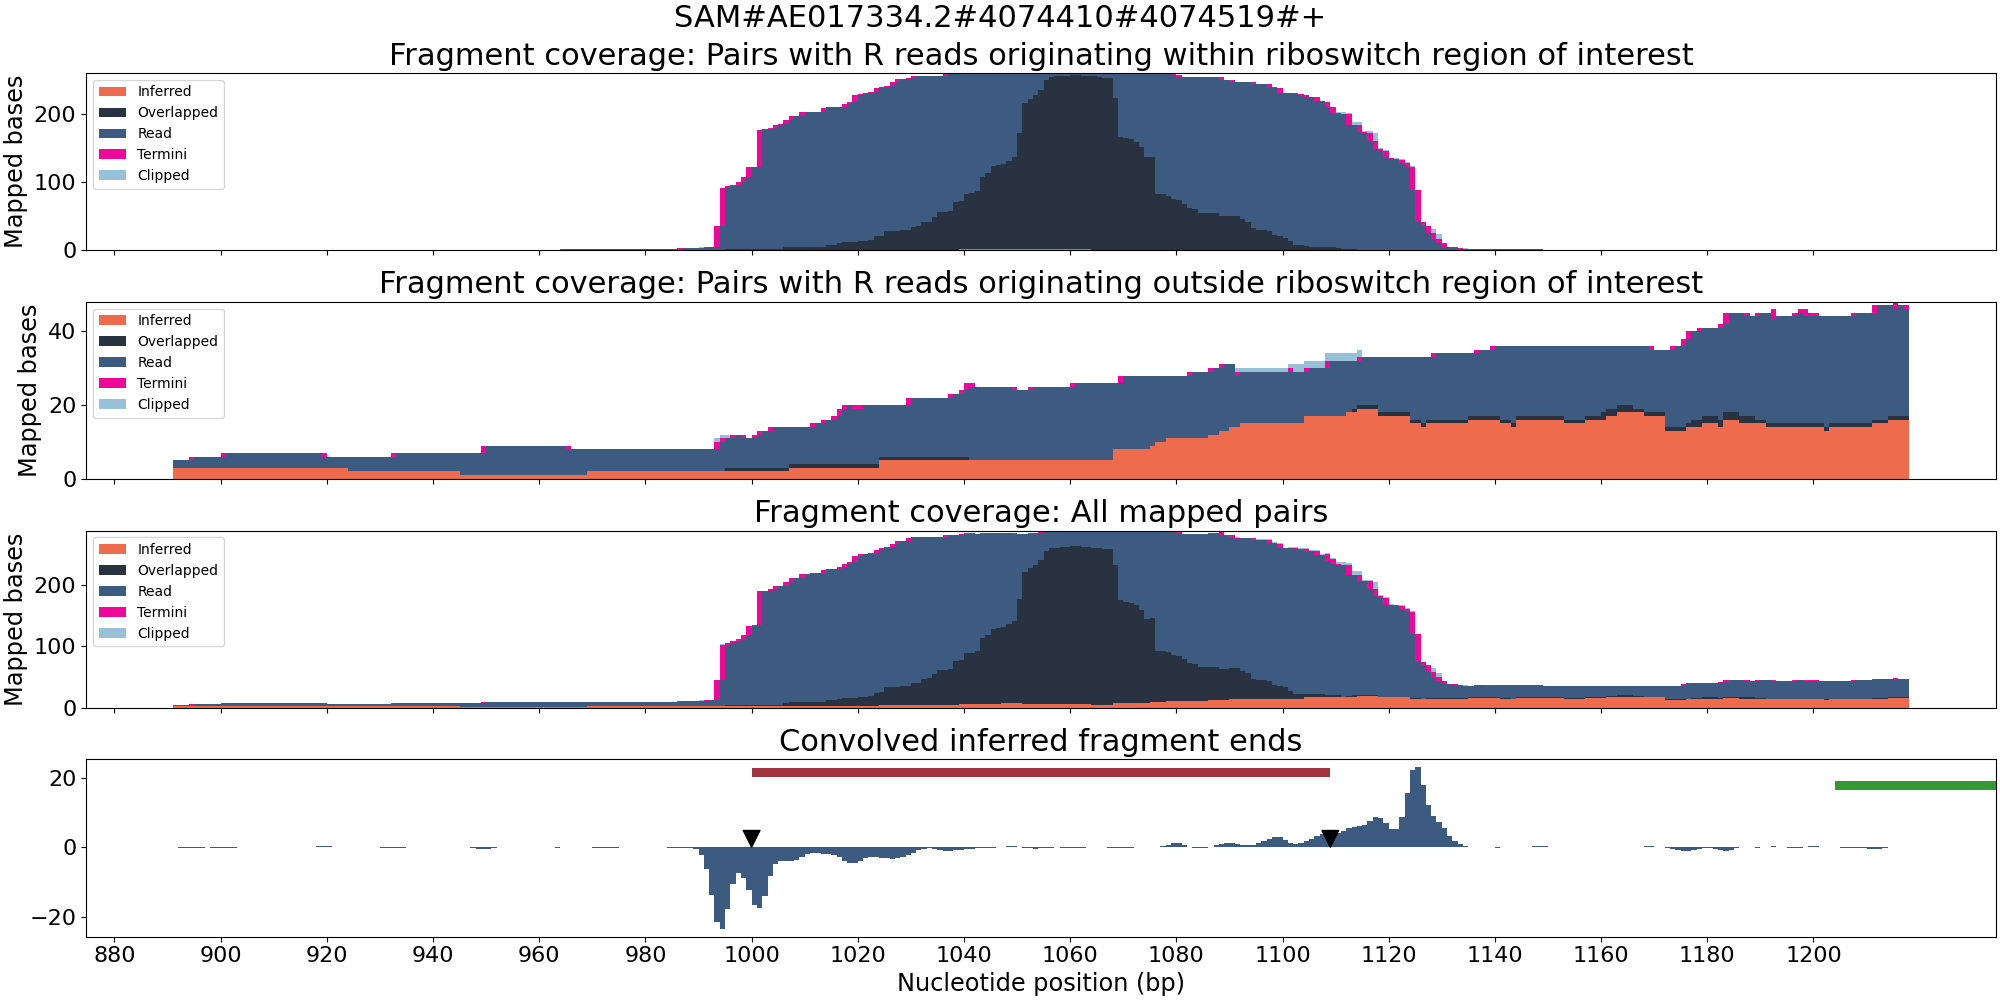 SAM#AE017334.2#4074410#4074519#+
Fragment coverage: Pairs with R reads originating within riboswitch region of interest
Mapped bases
200
100
0
Inferred
Overlapped
Read
Termini
Clipped
Fragment coverage: Pairs with R reads originating outside riboswitch region of interest
Mapped bases
40
20
0
Inferred
Overlapped
Read
Termini
Clipped
Fragment coverage: All mapped pairs
Mapped bases
200
100
0
Inferred
Overlapped
Read
Termini
Clipped
Convolved inferred fragment ends
20
0
−20
880 900 920 940 960 980 1000 1020 1040 1060 1080 1100 1120 1140 1160 1180 1200
Nucleotide position (bp)